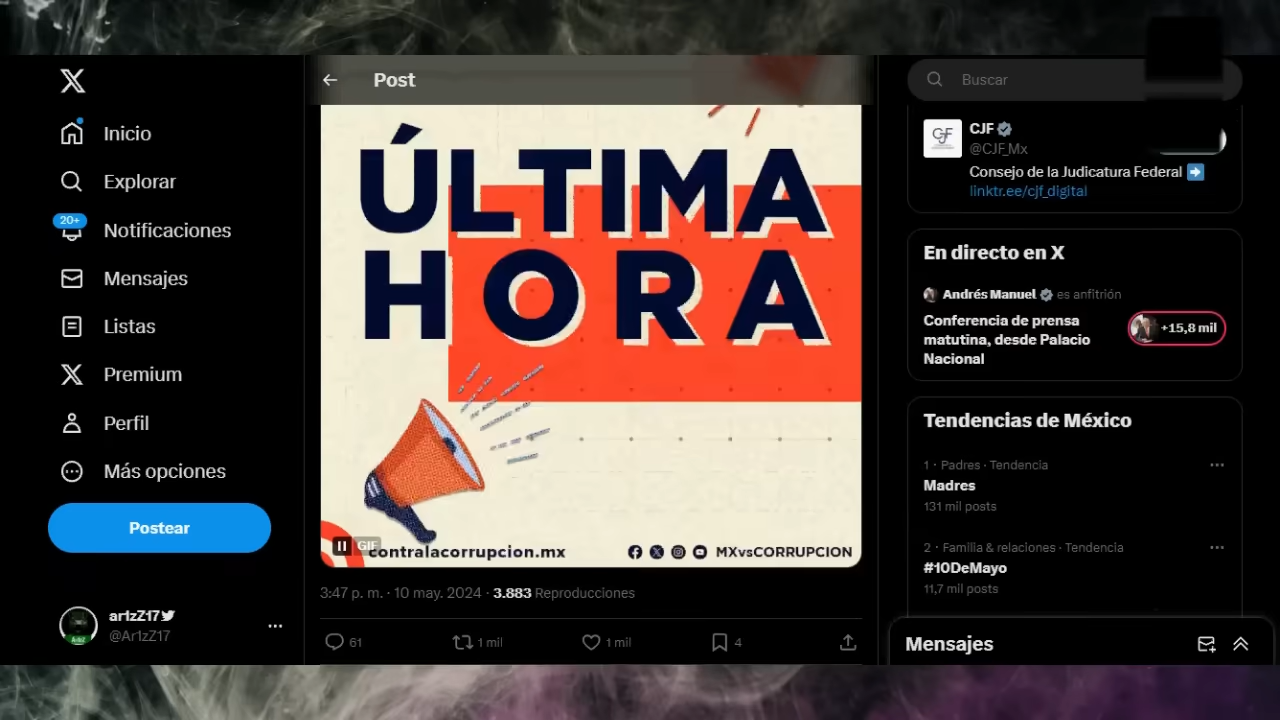 Inicio
Explorar
20+
Notificaciones
Mensajes
Listas
Premium
Perfil
Más opciones
Postear
ar1zZ17
@Ar1zZ17
Post
ÚLTIMA
HORA
GIF
contralacorrupcion.mx
MXvsCORRUPCION
3:47 p. m. · 10 may. 2024 · 3.883 Reproducciones
61
1 mil
1 mil
4
Buscar
CJF
CJF
@CJF_Mx
Consejo de la Judicatura Federal
linktr.ee/cjf_digital
En directo en X
Andrés Manuel es anfitrión
Conferencia de prensa
matutina, desde Palacio
Nacional
+15,8 mil
Tendencias de México
1 · Padres · Tendencia
Madres
131 mil posts
2 · Familia & relaciones · Tendencia
#10DeMayo
11,7 mil posts
Mensajes